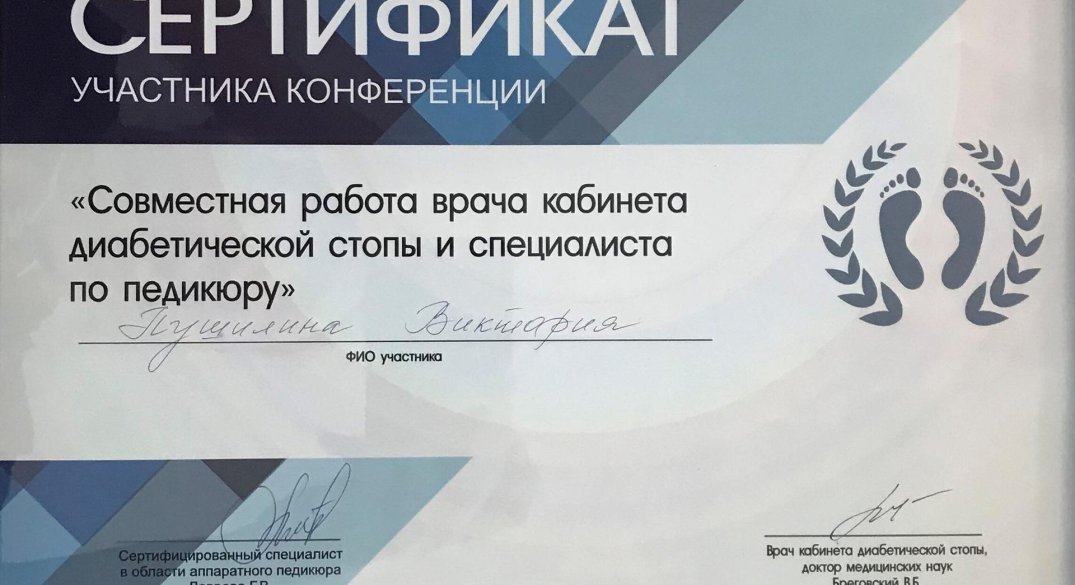 СЕРТИФИКАТ
УЧАСТНИКА КОНФЕРЕНЦИИ
«Совместная работа врача кабинета
диабетической стопы и специалиста
по педикюру»
Пушилина Виктория
ФИО участника
Сертифицированный специалист
в области аппаратного педикюра
Врач кабинета диабетической стопы,
доктор медицинских наук
Бреговский В.Б.